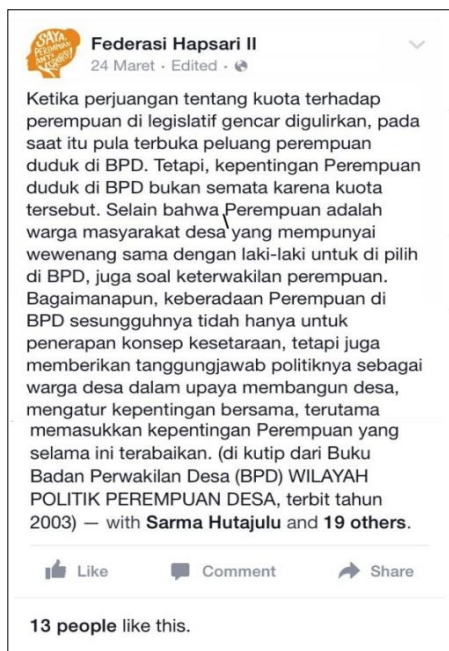 SAYA
PEREMPUAN
ANTI
KORUPSI!
Federasi Hapsari II
24 Maret · Edited ·
Ketika perjuangan tentang kuota terhadap
perempuan di legislatif gencar digulirkan, pada
saat itu pula terbuka peluang perempuan
duduk di BPD. Tetapi, kepentingan Perempuan
duduk di BPD bukan semata karena kuota
tersebut. Selain bahwa Perempuan adalah
warga masyarakat desa yang mempunyai
wewenang sama dengan laki-laki untuk di pilih
di BPD, juga soal keterwakilan perempuan.
Bagaimanapun, keberadaan Perempuan di
BPD sesungguhnya tidah hanya untuk
penerapan konsep kesetaraan, tetapi juga
memberikan tanggungjawab politiknya sebagai
warga desa dalam upaya membangun desa,
mengatur kepentingan bersama, terutama
memasukkan kepentingan Perempuan yang
selama ini terabaikan. (di kutip dari Buku
Badan Perwakilan Desa (BPD) WILAYAH
POLITIK PEREMPUAN DESA, terbit tahun
2003) — with Sarma Hutajulu and 19 others.
Like Comment Share
13 people like this.